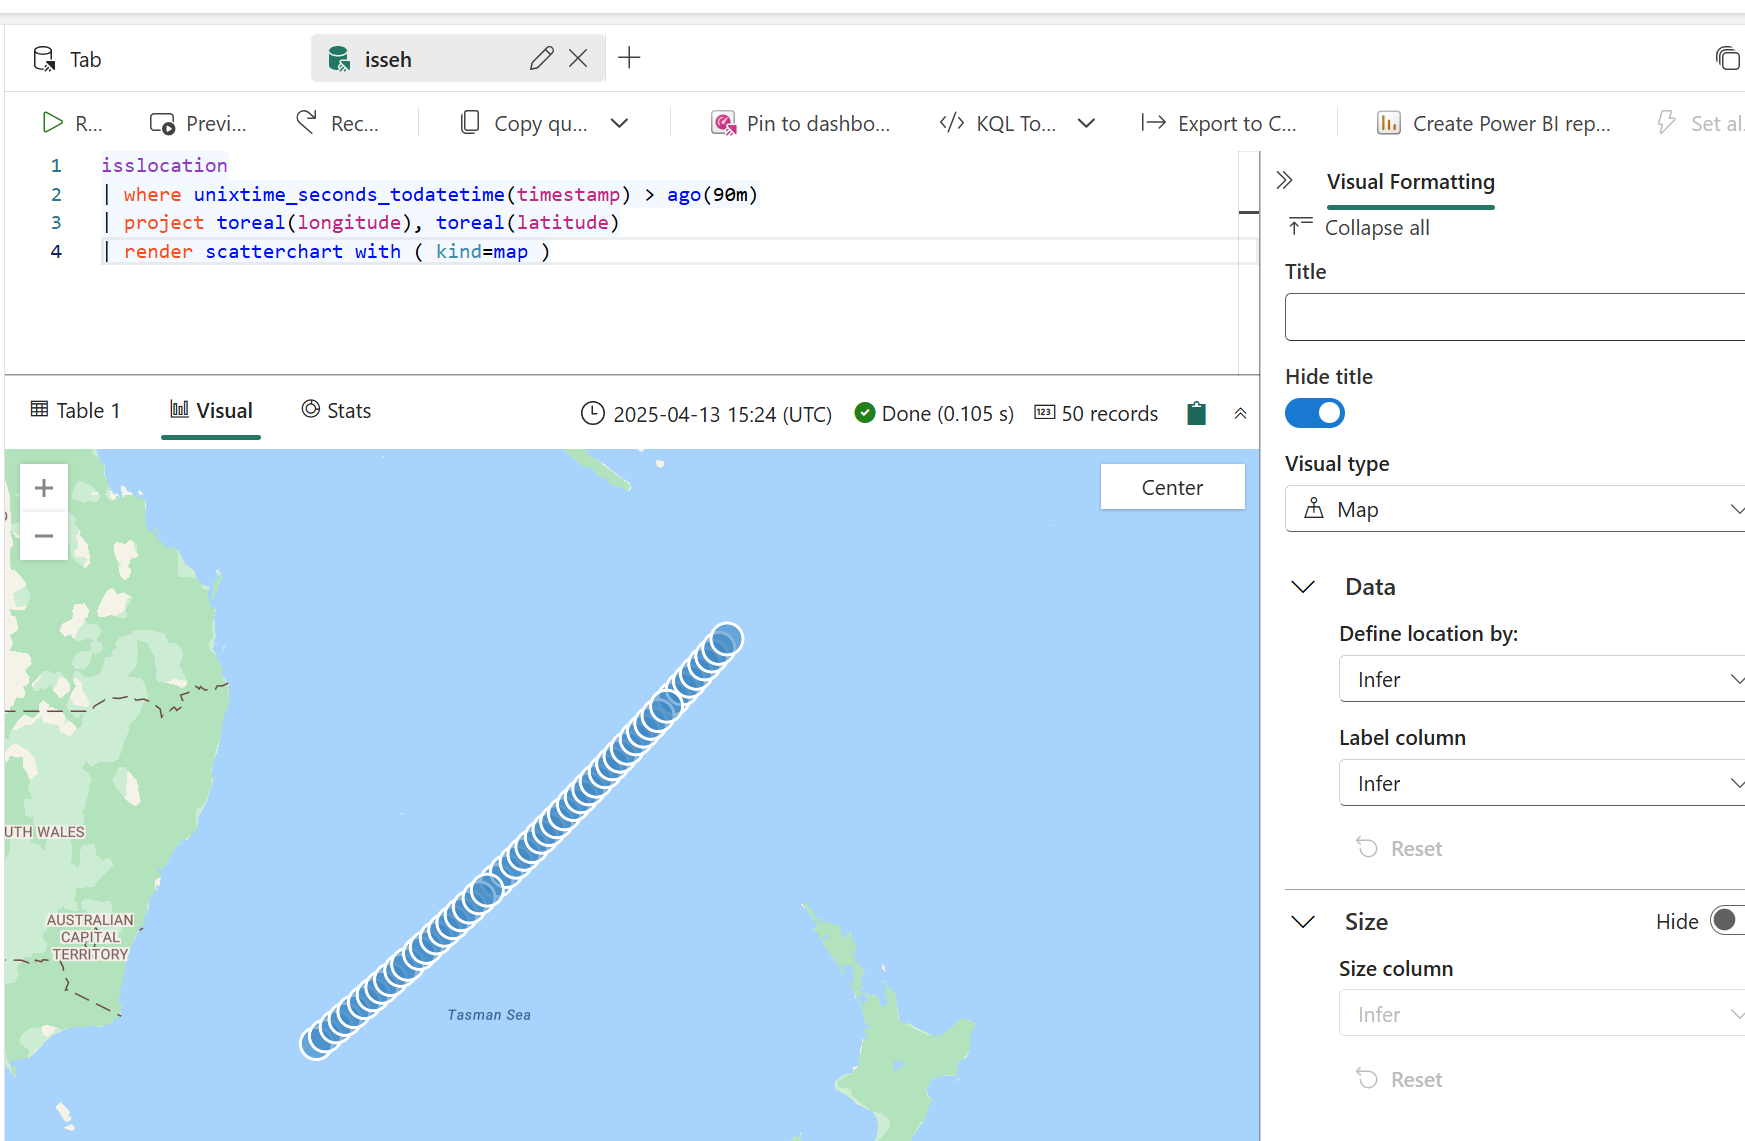 Tab
isseh
R...
Previ...
Rec...
Copy qu...
Pin to dashbo...
</> KQL To...
Export to C...
Create Power BI rep...
Set al.
1 isslocation
2 | where unixtime_seconds_todatetime(timestamp) > ago(90m)
3 | project toreal(longitude), toreal(latitude)
4 | render scatterchart with ( kind=map )
Table 1
Visual
Stats
2025-04-13 15:24 (UTC)
Done (0.105 s)
123 50 records
+
−
Center
UTH WALES
AUSTRALIAN
CAPITAL
TERRITORY
Tasman Sea
Visual Formatting
Collapse all
Title
Hide title
Visual type
Map
Data
Define location by:
Infer
Label column
Infer
Reset
Size
Hide
Size column
Infer
Reset